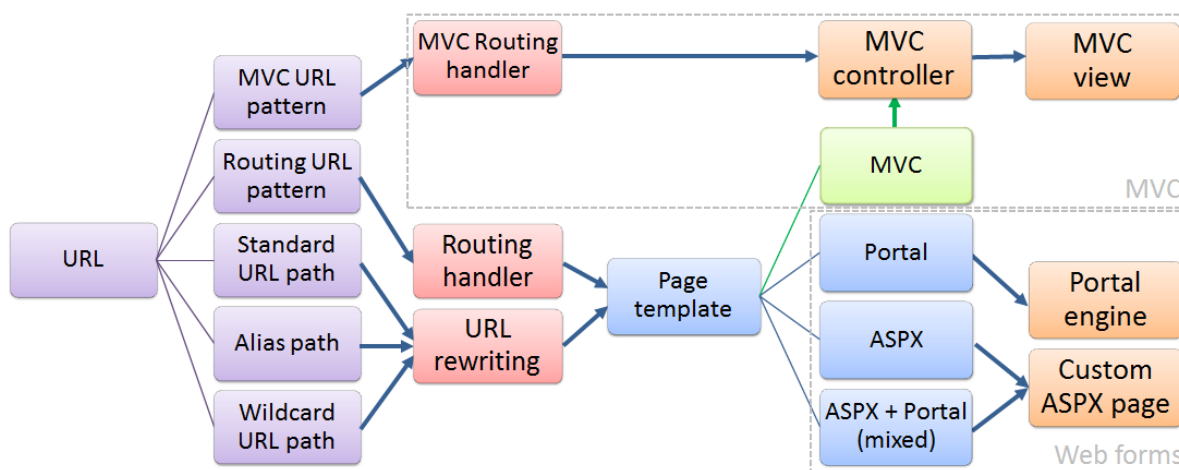 MVC Routing
handler
MVC
controller
MVC
view
MVC URL
pattern
MVC
MVC
Routing URL
pattern
URL
Standard
URL path
Routing
handler
Page
template
Portal
Portal
engine
Alias path
URL
rewriting
ASPX
Custom
ASPX page
Wildcard
URL path
ASPX + Portal
(mixed)
Web forms